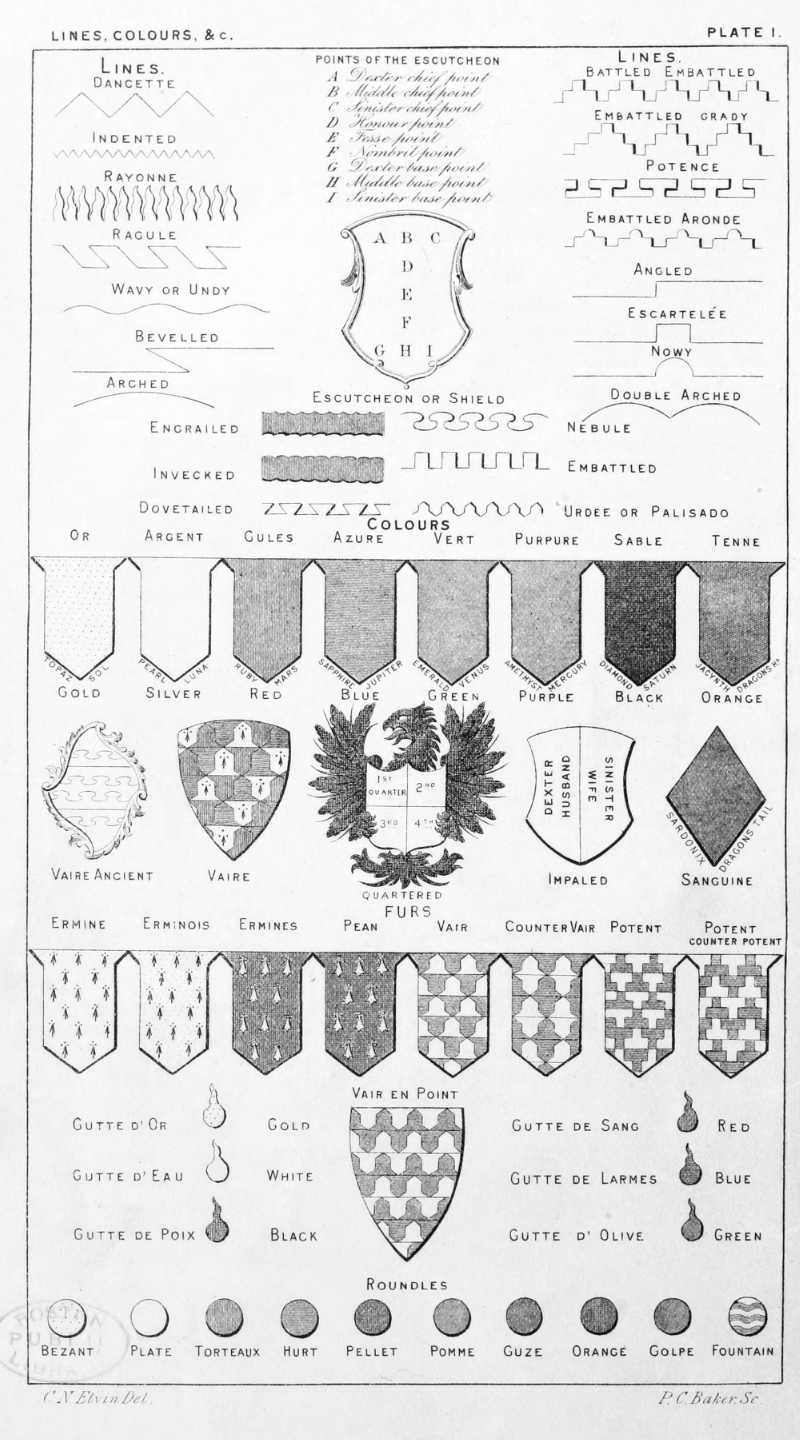 LINES, COLOURS, &c.
PLATE I.
LINES.
DANCETTE
INDENTED
RAYONNE
RAGULE
WAVY OR UNDY
BEVELLED
ARCHED
POINTS OF THE ESCUTCHEON
A Dexter chief point
B Middle chief point
C Sinister chief point
D Honour point
E Fesse point
F Nombril point
G Dexter base point
H Middle base point
I Sinister base point
A B C
D
E
F
G H I
ESCUTCHEON OR SHIELD
LINES.
BATTLED EMBATTLED
EMBATTLED GRADY
POTENCE
EMBATTLED ARONDE
ANGLED
ESCARTELÉE
NOWY
DOUBLE ARCHED
ENGRAILED
NEBULE
INVECKED
EMBATTLED
DOVETAILED
URDEE OR PALISADO
COLOURS
OR ARGENT GULES AZURE VERT PURPURE SABLE TENNE
TOPAZ SOL PEARL LUNA RUBY MARS SAPPHIRE JUPITER EMERALD VENUS AMETHYST MERCURY DIAMOND SATURN JACYNTH DRAGONS Hd
GOLD SILVER RED BLUE GREEN PURPLE BLACK ORANGE
1ST QUARTER
2ND
3RD
4TH
DEXTER
HUSBAND
WIFE
SINISTER
SARDONIX DRAGONS TAIL
VAIRE ANCIENT
VAIRE
QUARTERED
IMPALED
SANGUINE
FURS
ERMINE ERMINOIS ERMINES PEAN VAIR COUNTER VAIR POTENT POTENT
COUNTER POTENT
VAIR EN POINT
GUTTE D'OR GOLD
GUTTE DE SANG RED
GUTTE D'EAU WHITE
GUTTE DE LARMES BLUE
GUTTE DE POIX BLACK
GUTTE D'OLIVE GREEN
ROUNDLES
BEZANT PLATE TORTEAUX HURT PELLET POMME GUZE ORANGE GOLPE FOUNTAIN
C.N. Elvin Del.
P.C. Baker, Sc.